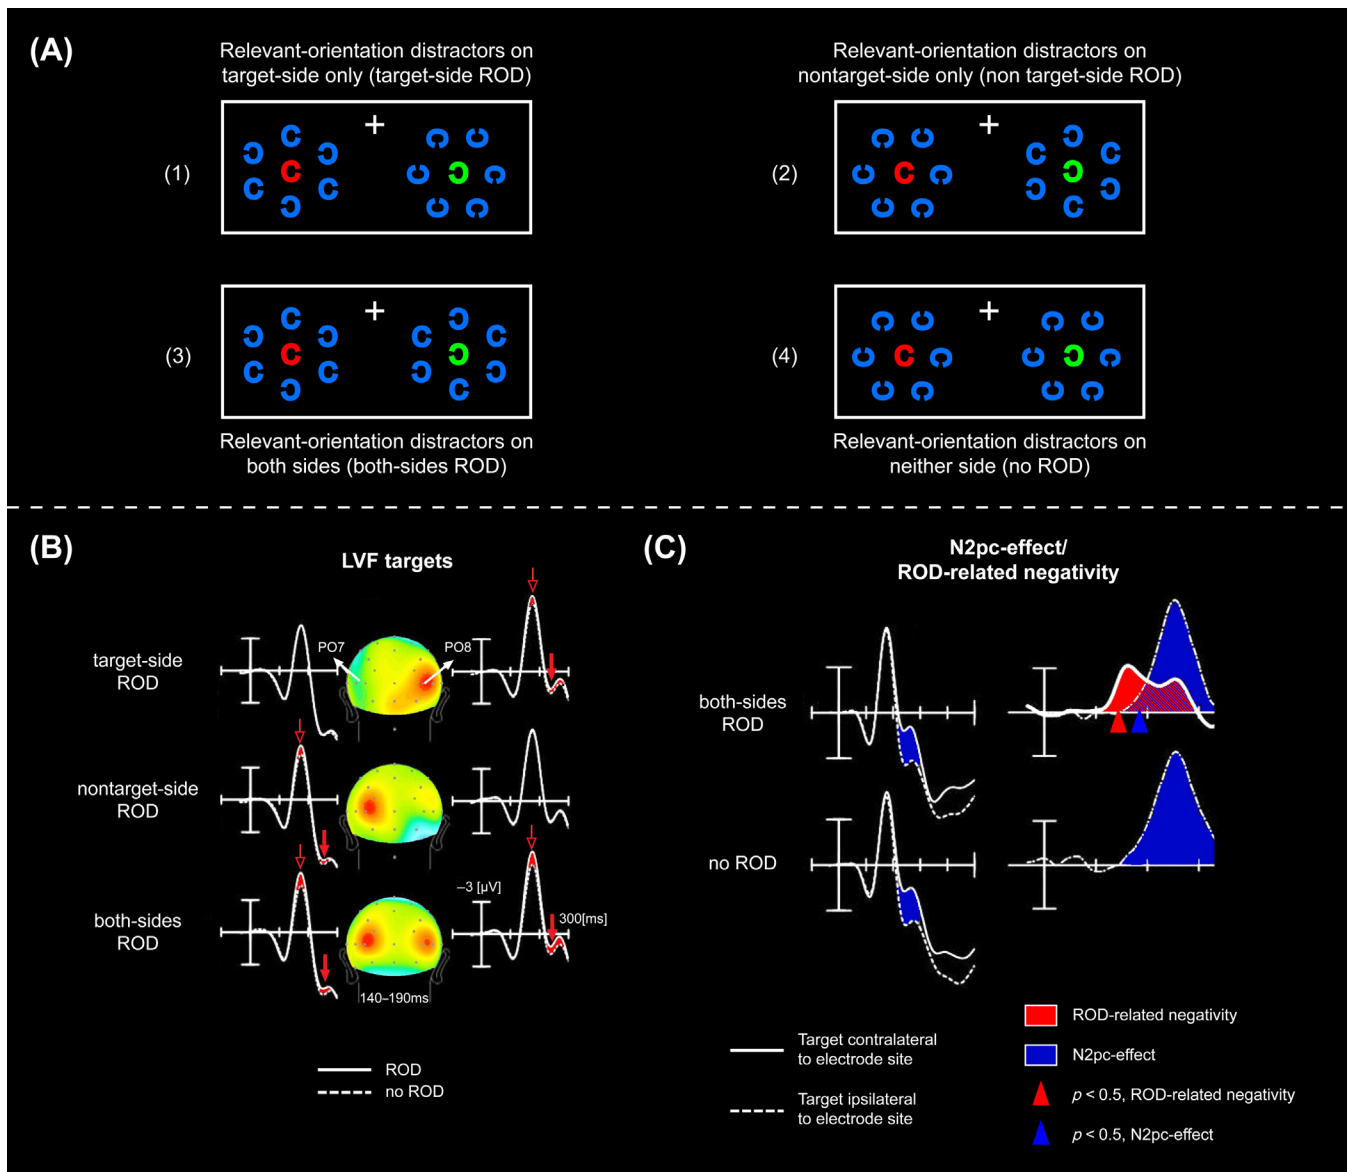 (A)
Relevant-orientation distractors on
target-side only (target-side ROD)
Relevant-orientation distractors on
nontarget-side only (non target-side ROD)
(1)
(2)
(3)
(4)
Relevant-orientation distractors on
both sides (both-sides ROD)
Relevant-orientation distractors on
neither side (no ROD)
(B)
LVF targets
PO7
PO8
target-side
ROD
nontarget-side
ROD
both-sides
ROD
–3 [µV]
300[ms]
140–190ms
ROD
no ROD
(C)
N2pc-effect/
ROD-related negativity
both-sides
ROD
no ROD
Target contralateral
to electrode site
Target ipsilateral
to electrode site
ROD-related negativity
N2pc-effect
p < 0.5, ROD-related negativity
p < 0.5, N2pc-effect